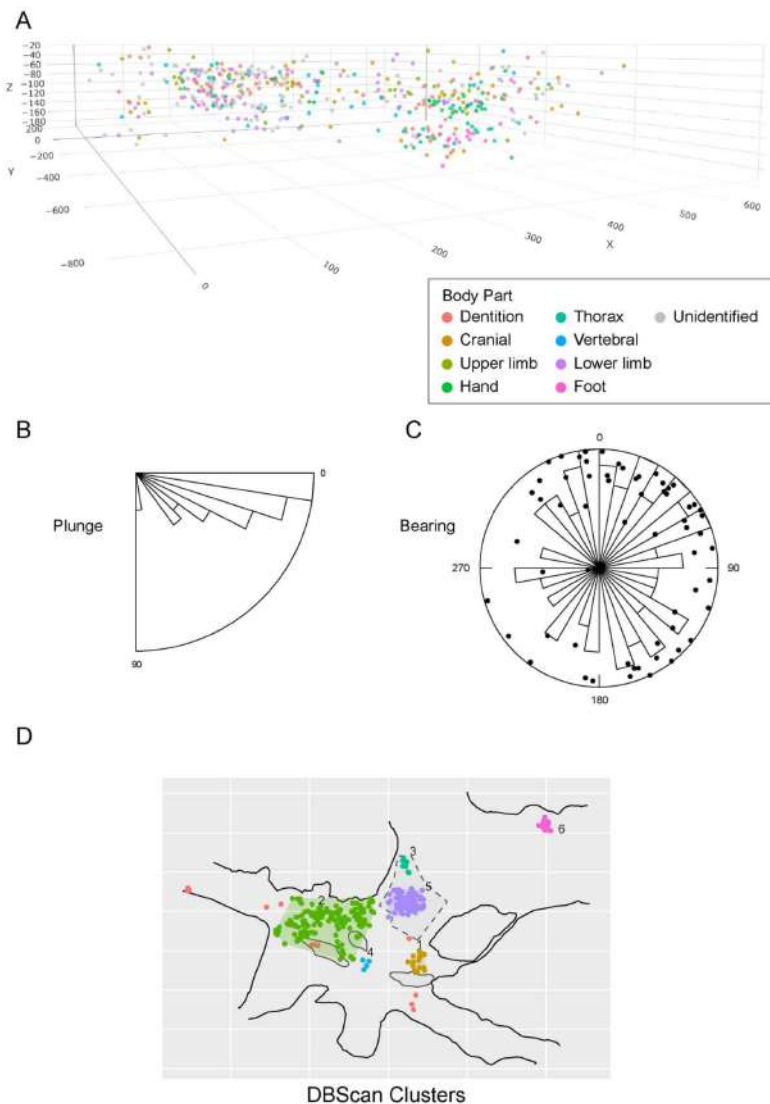 A
−20
−40
−60
−80
Z −100
−120
−140
−160
−180
200
0
Y −200
−400
−600
−800
0
100
200
300
400
500
600
X
Body Part
Dentition Thorax Unidentified
Cranial Vertebral
Upper limb Lower limb
Hand Foot
B
Plunge
0
90
C
Bearing
0
270 90
180
D
6
3
5
2
4
1
DBScan Clusters